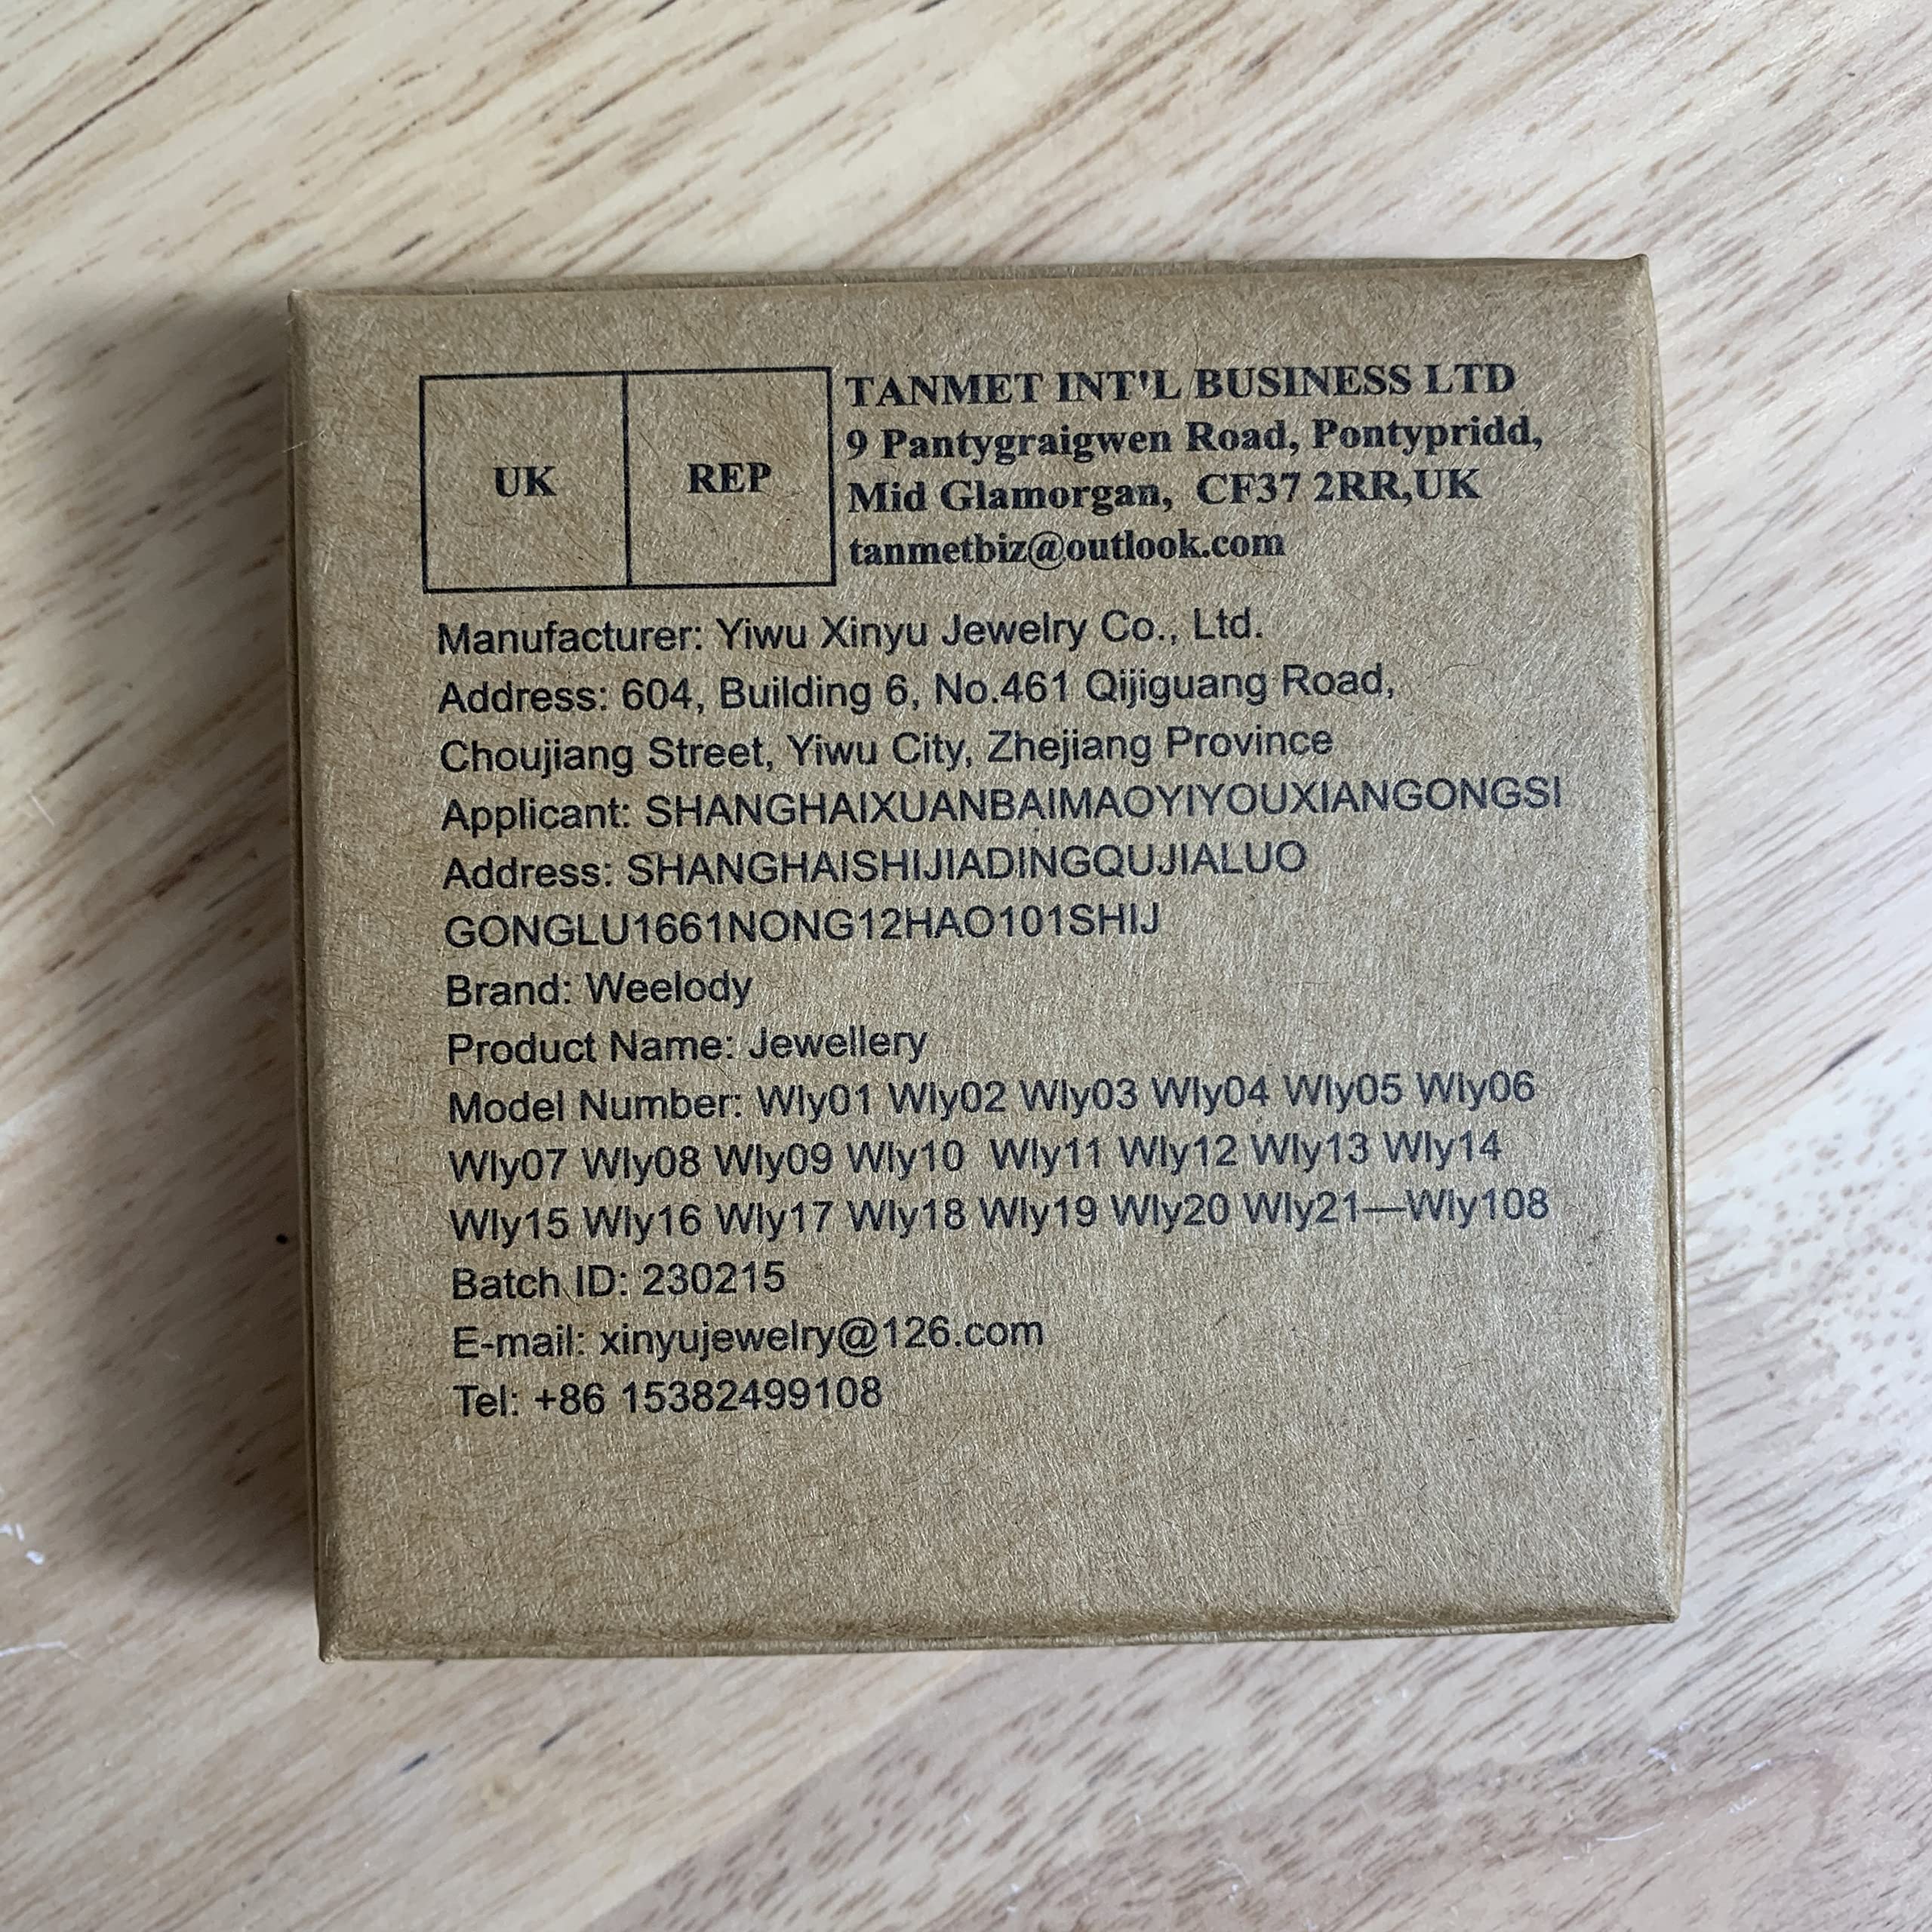 UK REP
TANMET INT'L BUSINESS LTD
9 Pantygraigwen Road, Pontypridd,
Mid Glamorgan, CF37 2RR,UK
tanmetbiz@outlook.com
Manufacturer: Yiwu Xinyu Jewelry Co., Ltd.
Address: 604, Building 6, No.461 Qijiguang Road,
Choujiang Street, Yiwu City, Zhejiang Province
Applicant: SHANGHAIXUANBAIMAOYIYOUXIANGONGSI
Address: SHANGHAISHIJIADINGQUJIALUO
GONGLU1661NONG12HAO101SHIJ
Brand: Weelody
Product Name: Jewellery
Model Number: Wly01 Wly02 Wly03 Wly04 Wly05 Wly06
Wly07 Wly08 Wly09 Wly10 Wly11 Wly12 Wly13 Wly14
Wly15 Wly16 Wly17 Wly18 Wly19 Wly20 Wly21—Wly108
Batch ID: 230215
E-mail: xinyujewelry@126.com
Tel: +86 15382499108